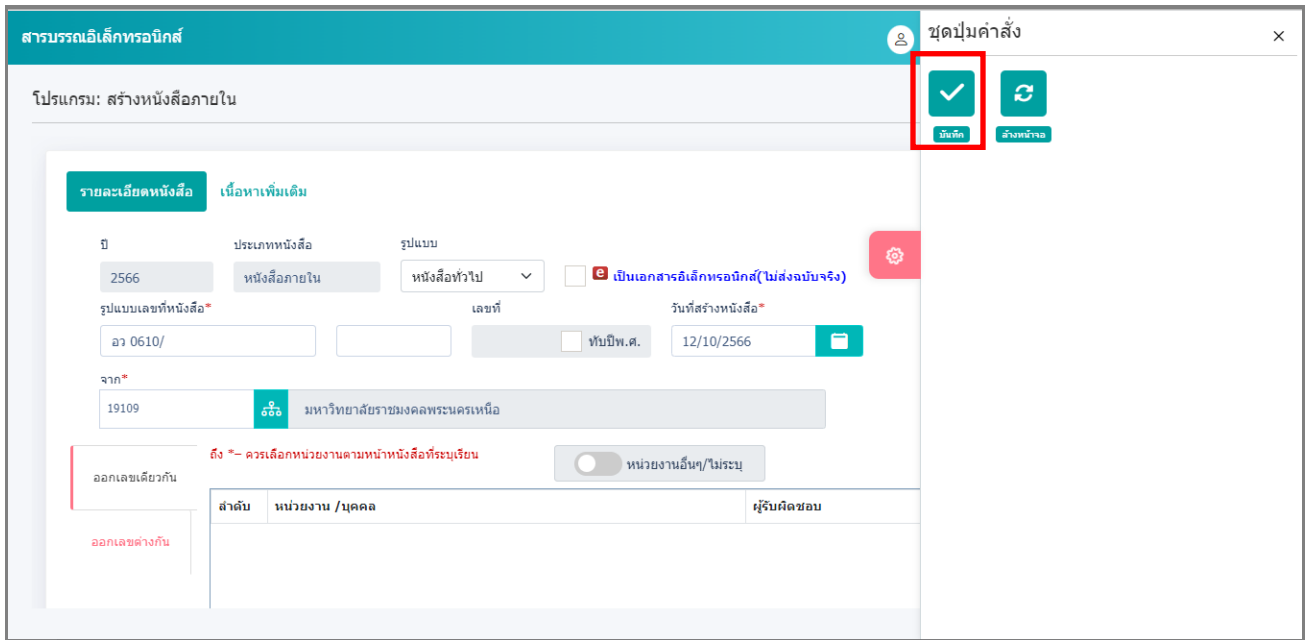 สารบรรณอิเล็กทรอนิกส์
ชุดปุ่มคำสั่ง
บันทึก ล้างหน้าจอ
โปรแกรม: สร้างหนังสือภายใน
รายละเอียดหนังสือ เนื้อหาเพิ่มเติม
ปี ประเภทหนังสือ รูปแบบ
2566 หนังสือภายใน หนังสือทั่วไป e เป็นเอกสารอิเล็กทรอนิกส์(ไม่ส่งฉบับจริง)
รูปแบบเลขที่หนังสือ* เลขที่ วันที่สร้างหนังสือ*
อว 0610/ ทับปีพ.ศ. 12/10/2566
จาก*
19109 มหาวิทยาลัยราชมงคลพระนครเหนือ
ถึง *– ควรเลือกหน่วยงานตามหน้าหนังสือที่ระบุเรียน หน่วยงานอื่นๆ/ไม่ระบุ
ออกเลขเดียวกัน
ลำดับ หน่วยงาน /บุคคล ผู้รับผิดชอบ
ออกเลขต่างกัน